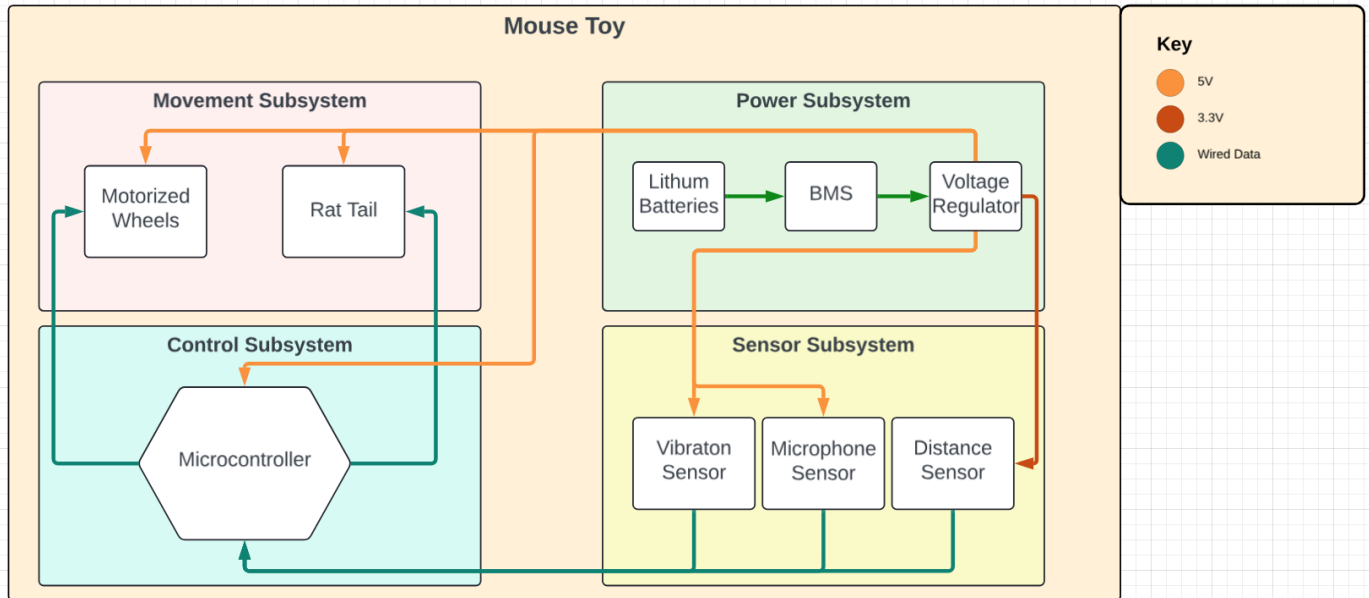 Mouse Toy
Key
5V
3.3V
Wired Data
Movement Subsystem
Motorized
Wheels
Rat Tail
Power Subsystem
Lithum
Batteries
BMS
Voltage
Regulator
Control Subsystem
Microcontroller
Sensor Subsystem
Vibraton
Sensor
Microphone
Sensor
Distance
Sensor